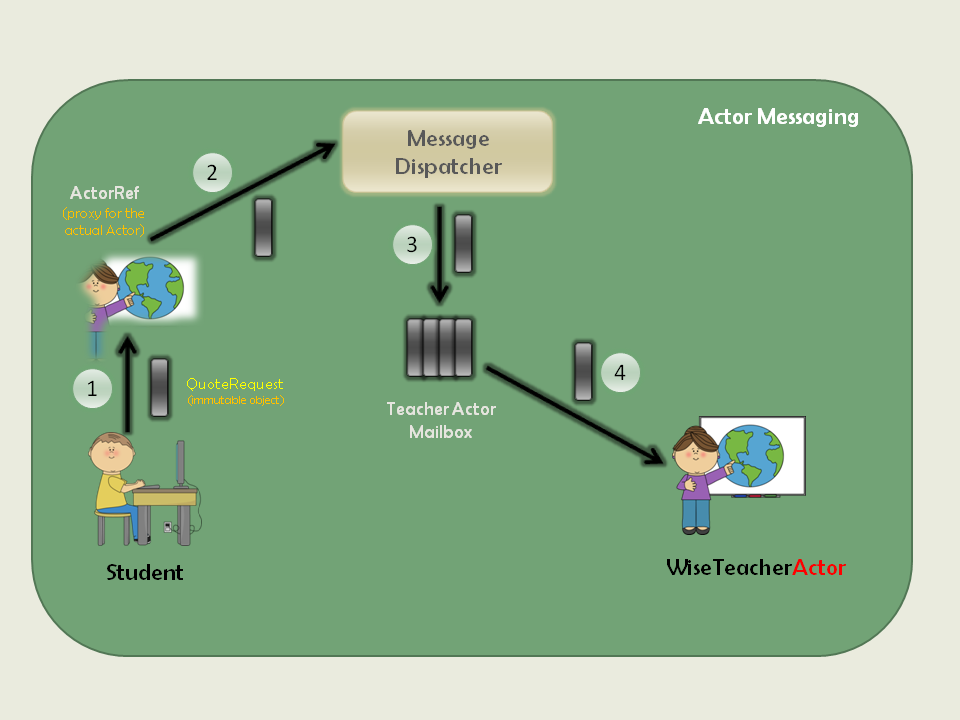 Actor Messaging
Message
Dispatcher
2
ActorRef
(proxy for the
actual Actor)
3
1
QuoteRequest
(immutable object)
4
Teacher Actor
Mailbox
Student
WiseTeacherActor